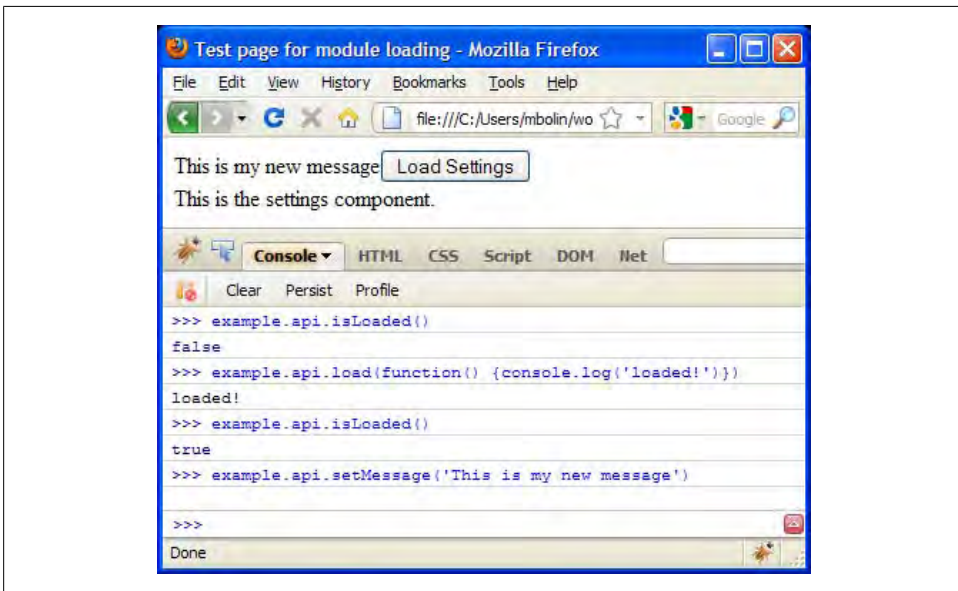 Test page for module loading - Mozilla Firefox
File Edit View History Bookmarks Tools Help
file:///C:/Users/mbolin/wo Google
This is my new message Load Settings
This is the settings component.
Console HTML CSS Script DOM Net
Clear Persist Profile
>>> example.api.isLoaded()
false
>>> example.api.load(function() {console.log('loaded!')})
loaded!
>>> example.api.isLoaded()
true
>>> example.api.setMessage('This is my new message')
>>>
Done